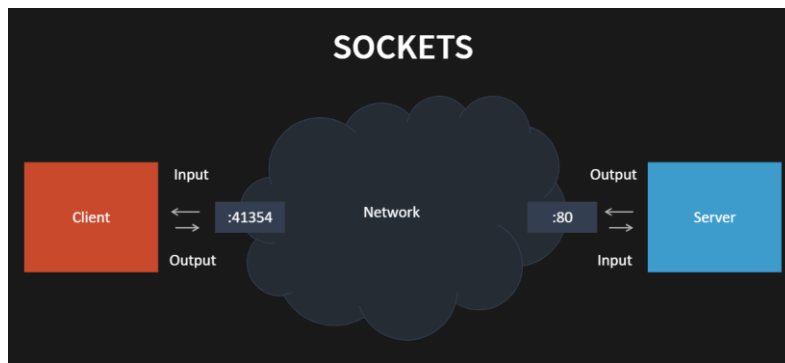 SOCKETS
Input
Output
Client
:41354
Network
:80
Server
Output
Input